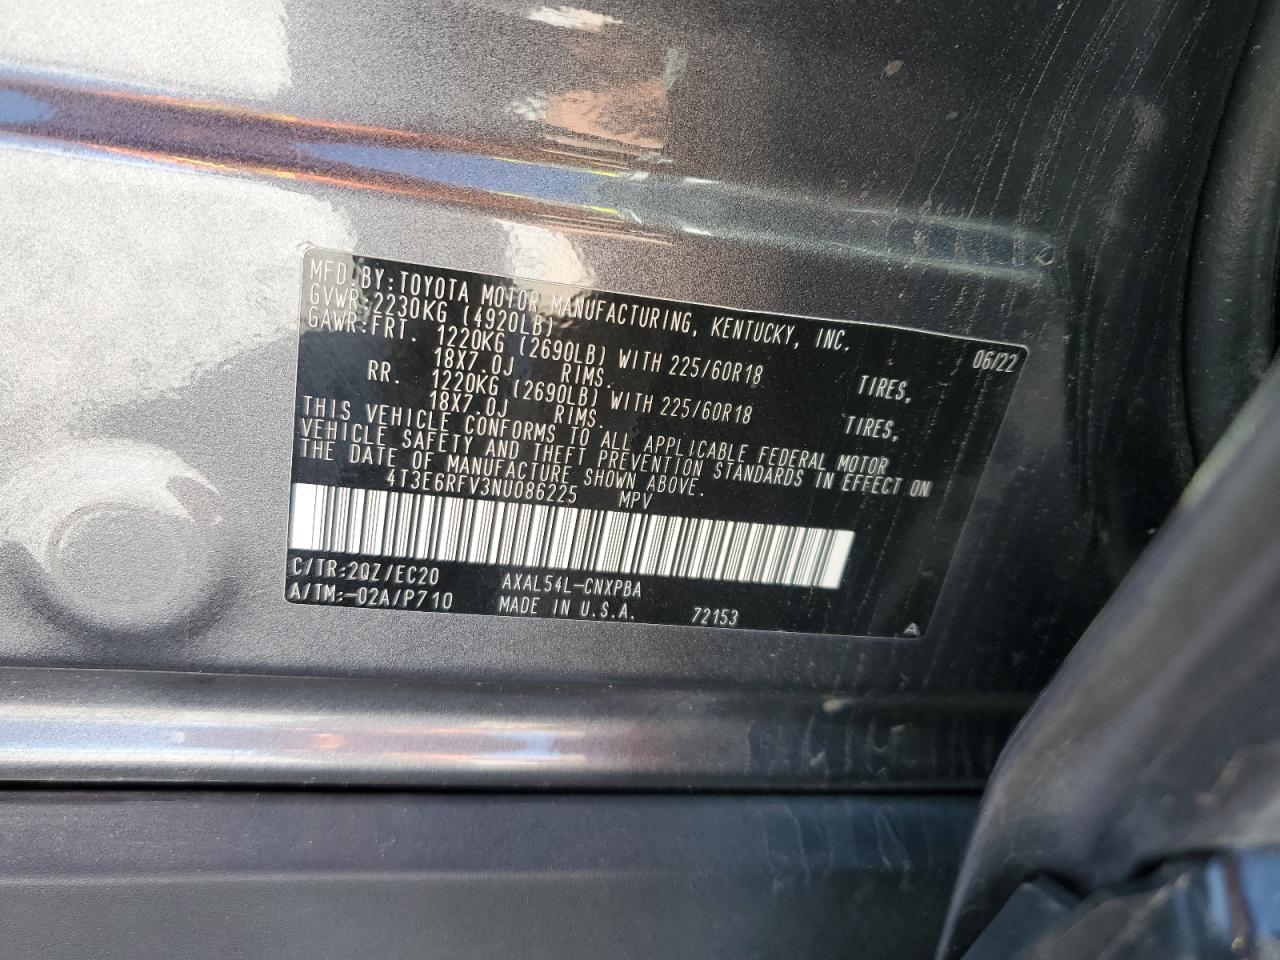 MFD.BY:TOYOTA MOTOR MANUFACTURING, KENTUCKY, INC. 06/22
GVWR:2230KG (4920LB)
GAWR:FRT. 1220KG (2690LB) WITH 225/60R18 TIRES,
18X7.0J RIMS.
RR. 1220KG (2690LB) WITH 225/60R18 TIRES,
18X7.0J RIMS.
THIS VEHICLE CONFORMS TO ALL APPLICABLE FEDERAL MOTOR
VEHICLE SAFETY AND THEFT PREVENTION STANDARDS IN EFFECT ON
THE DATE OF MANUFACTURE SHOWN ABOVE.
4T3E6RFV3NU086225 MPV
C/TR:2QZ/EC20 AXAL54L-CNXPBA
A/TM:-02A/P710 MADE IN U.S.A. 72153 A